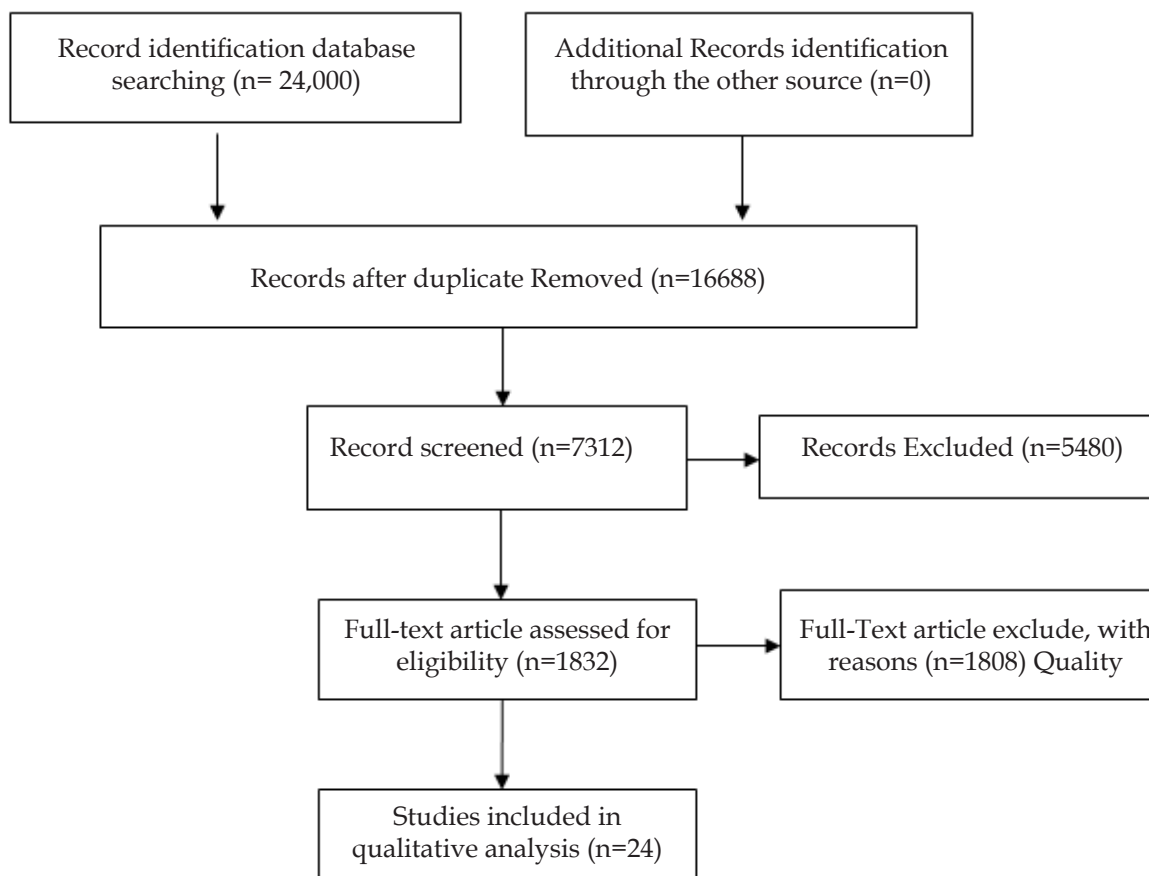 Record identification database
searching (n= 24,000)
Additional Records identification
through the other source (n=0)
Records after duplicate Removed (n=16688)
Record screened (n=7312)
Records Excluded (n=5480)
Full-text article assessed for
eligibility (n=1832)
Full-Text article exclude, with
reasons (n=1808) Quality
Studies included in
qualitative analysis (n=24)